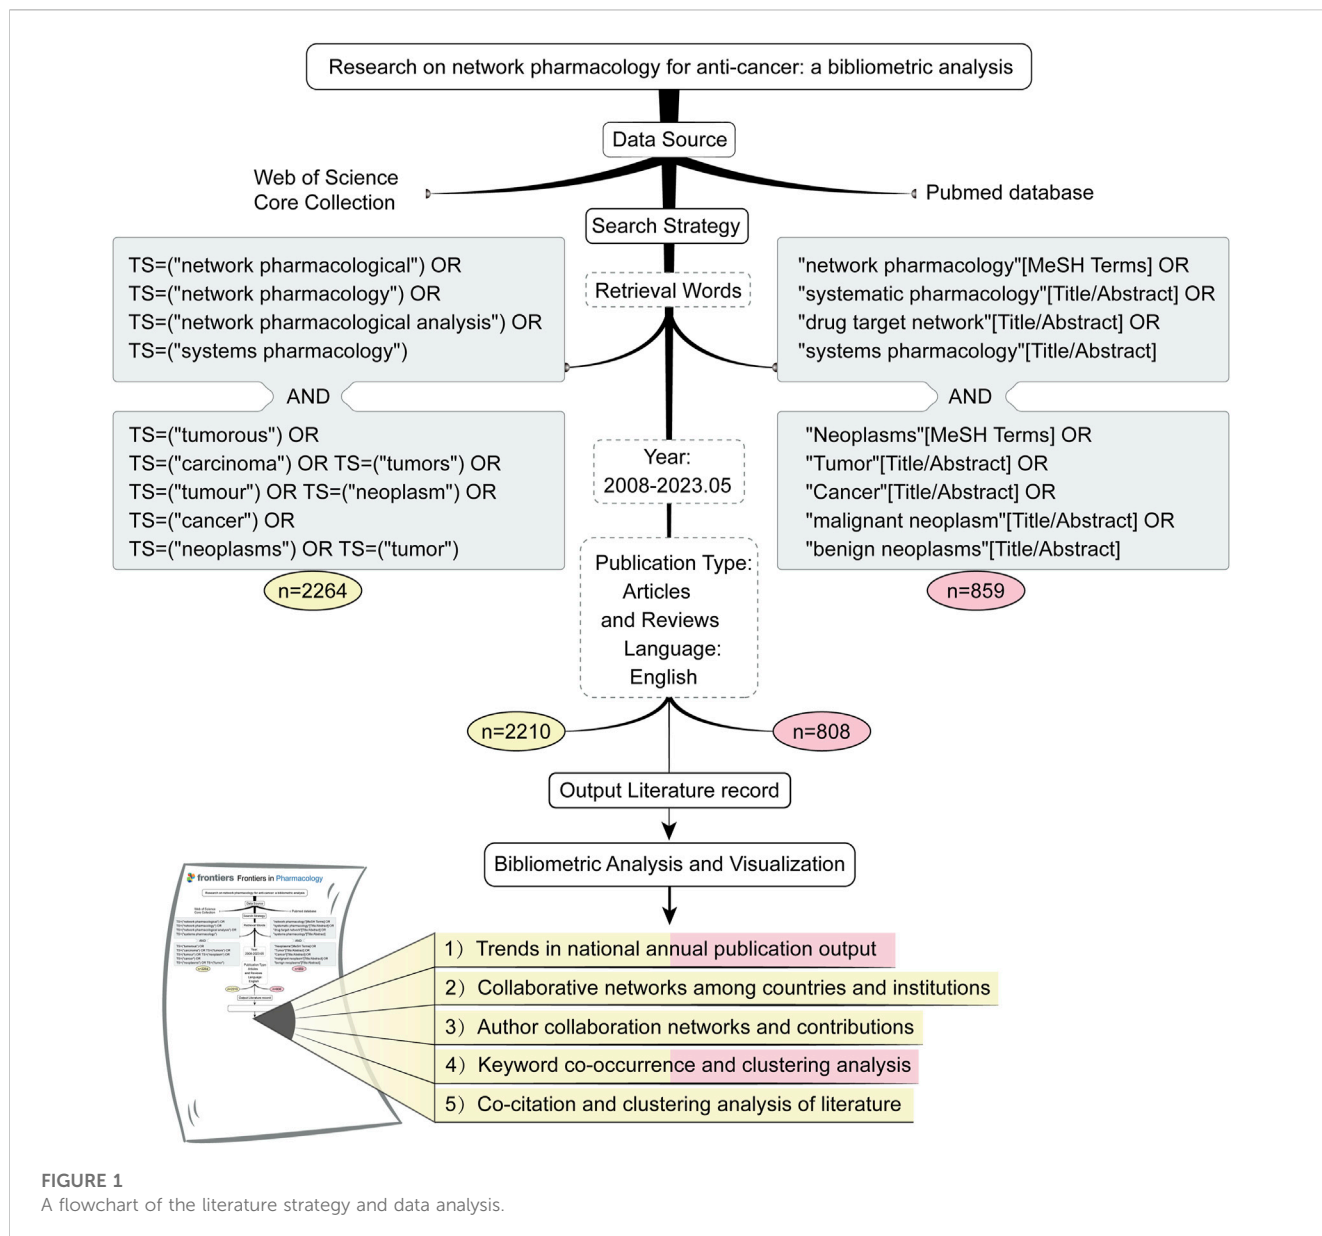 Research on network pharmacology for anti-cancer: a bibliometric analysis
Data Source
Web of Science
Core Collection
Pubmed database
Search Strategy
Retrieval Words
TS=("network pharmacological") OR
TS=("network pharmacology") OR
TS=("network pharmacological analysis") OR
TS=("systems pharmacology")
AND
TS=("tumorous") OR
TS=("carcinoma") OR TS=("tumors") OR
TS=("tumour") OR TS=("neoplasm") OR
TS=("cancer") OR
TS=("neoplasms") OR TS=("tumor")
n=2264
"network pharmacology"[MeSH Terms] OR
"systematic pharmacology"[Title/Abstract] OR
"drug target network"[Title/Abstract] OR
"systems pharmacology"[Title/Abstract]
AND
"Neoplasms"[MeSH Terms] OR
"Tumor"[Title/Abstract] OR
"Cancer"[Title/Abstract] OR
"malignant neoplasm"[Title/Abstract] OR
"benign neoplasms"[Title/Abstract]
n=859
Year:
2008-2023.05
Publication Type:
Articles
and Reviews
Language:
English
n=2210
n=808
Output Literature record
Bibliometric Analysis and Visualization
frontiers Frontiers in Pharmacology
1）Trends in national annual publication output
2）Collaborative networks among countries and institutions
3）Author collaboration networks and contributions
4）Keyword co-occurrence and clustering analysis
5）Co-citation and clustering analysis of literature
FIGURE 1
A flowchart of the literature strategy and data analysis.